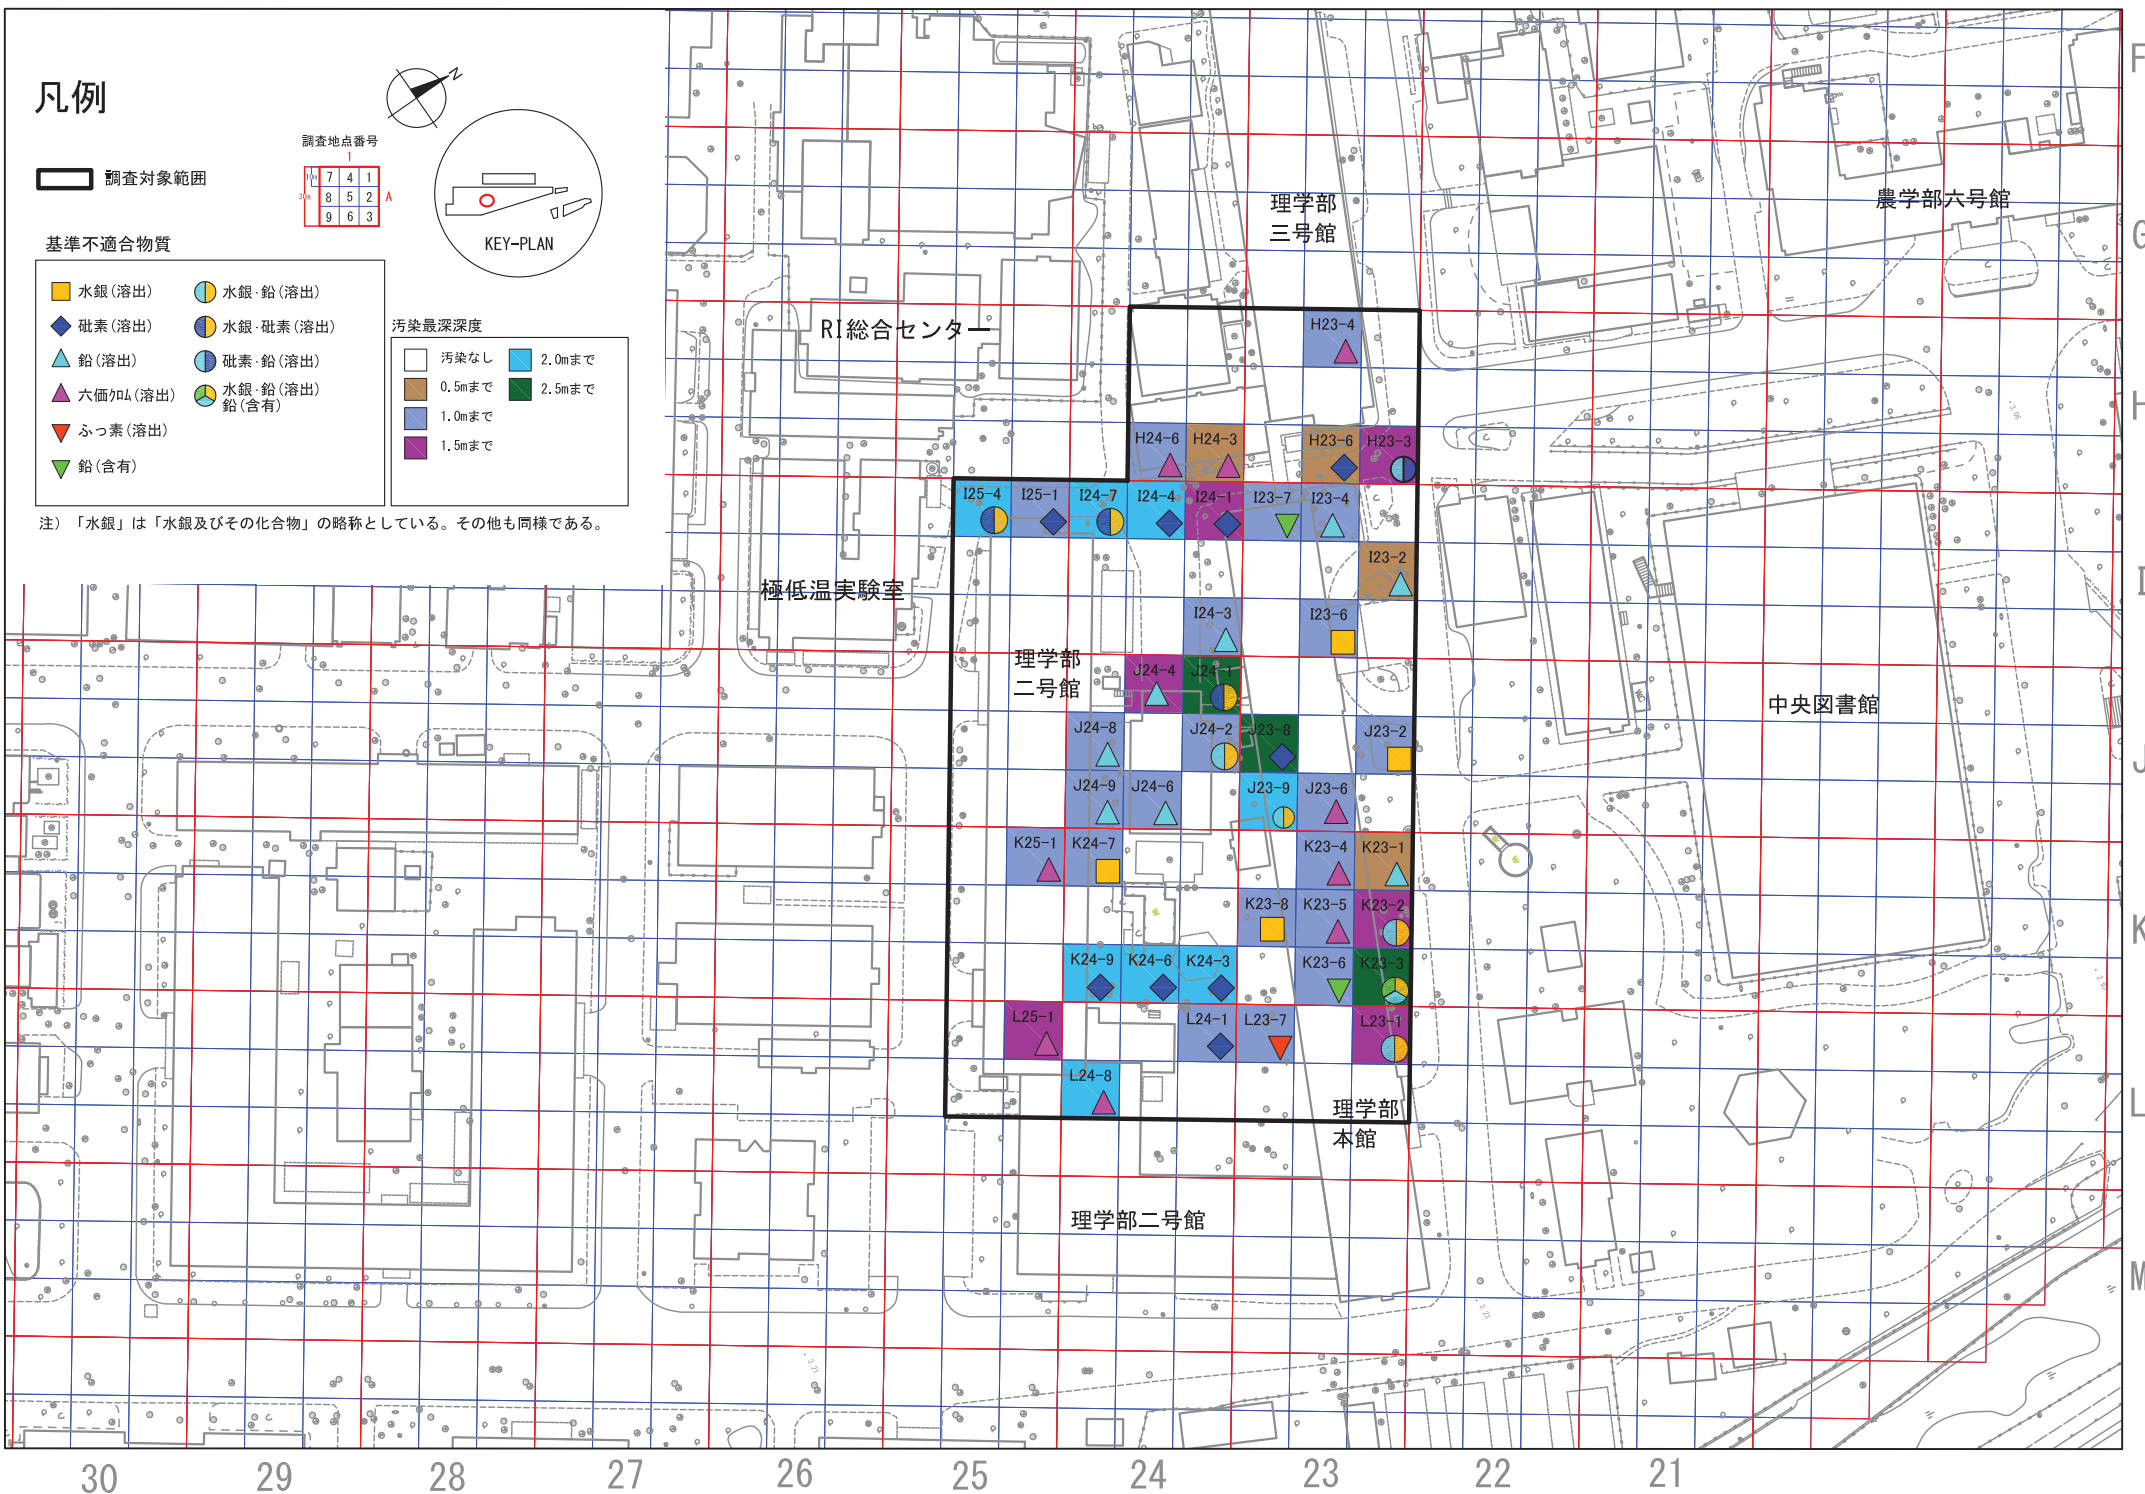 凡例
N
調査対象範囲
調査地点番号
1
10m
30m
7 4 1
8 5 2
9 6 3
A
KEY-PLAN
基準不適合物質
水銀(溶出)
砒素(溶出)
鉛(溶出)
六価クロム(溶出)
ふっ素(溶出)
鉛(含有)
水銀・鉛(溶出)
水銀・砒素(溶出)
砒素・鉛(溶出)
水銀・鉛(溶出)
鉛(含有)
汚染最深深度
汚染なし
0.5mまで
1.0mまで
1.5mまで
2.0mまで
2.5mまで
注)「水銀」は「水銀及びその化合物」の略称としている。その他も同様である。
RI総合センター
理学部
三号館
農学部六号館
極低温実験室
理学部
二号館
中央図書館
理学部
本館
理学部二号館
H23-4
H24-6 H24-3 H23-6 H23-3
I25-4 I25-1 I24-7 I24-4 I24-1 I23-7 I23-4
I23-2
I24-3 I23-6
J24-4 J24-1
J24-8 J24-2 J23-8 J23-2
J24-9 J24-6 J23-9 J23-6
K25-1 K24-7 K23-4 K23-1
K23-8 K23-5 K23-2
K24-9 K24-6 K24-3 K23-6 K23-3
L25-1 L24-1 L23-7 L23-1
L24-8
F
G
H
I
J
K
L
M
30 29 28 27 26 25 24 23 22 21